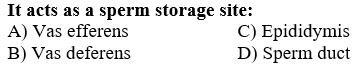 It acts as a sperm storage site:
A) Vas efferens C) Epididymis
B) Vas deferens D) Sperm duct